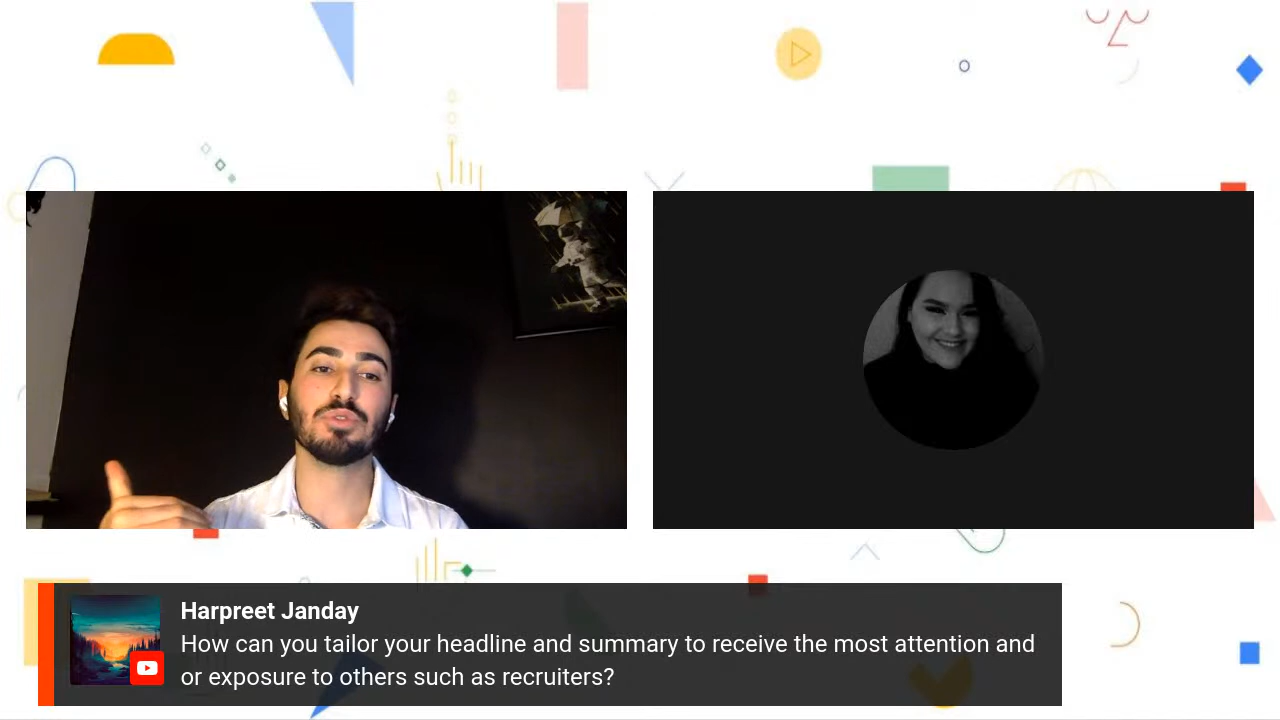 Harpreet Janday
How can you tailor your headline and summary to receive the most attention and
or exposure to others such as recruiters?